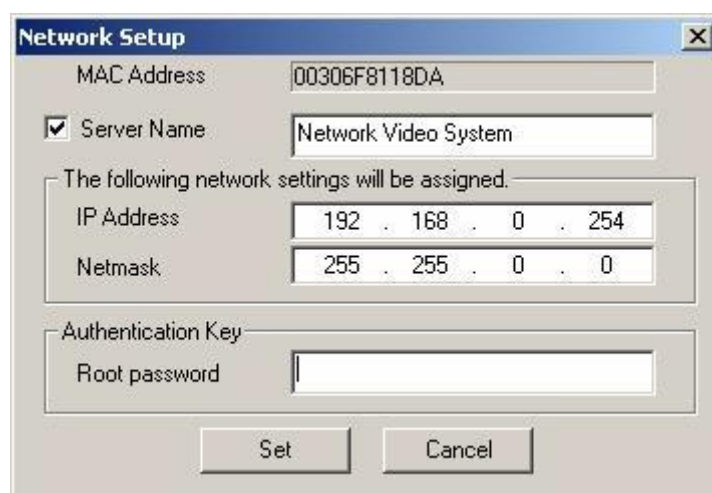 Network Setup
MAC Address 00306F8118DA
Server Name Network Video System
The following network settings will be assigned.
IP Address 192 . 168 . 0 . 254
Netmask 255 . 255 . 0 . 0
Authentication Key
Root password
Set Cancel